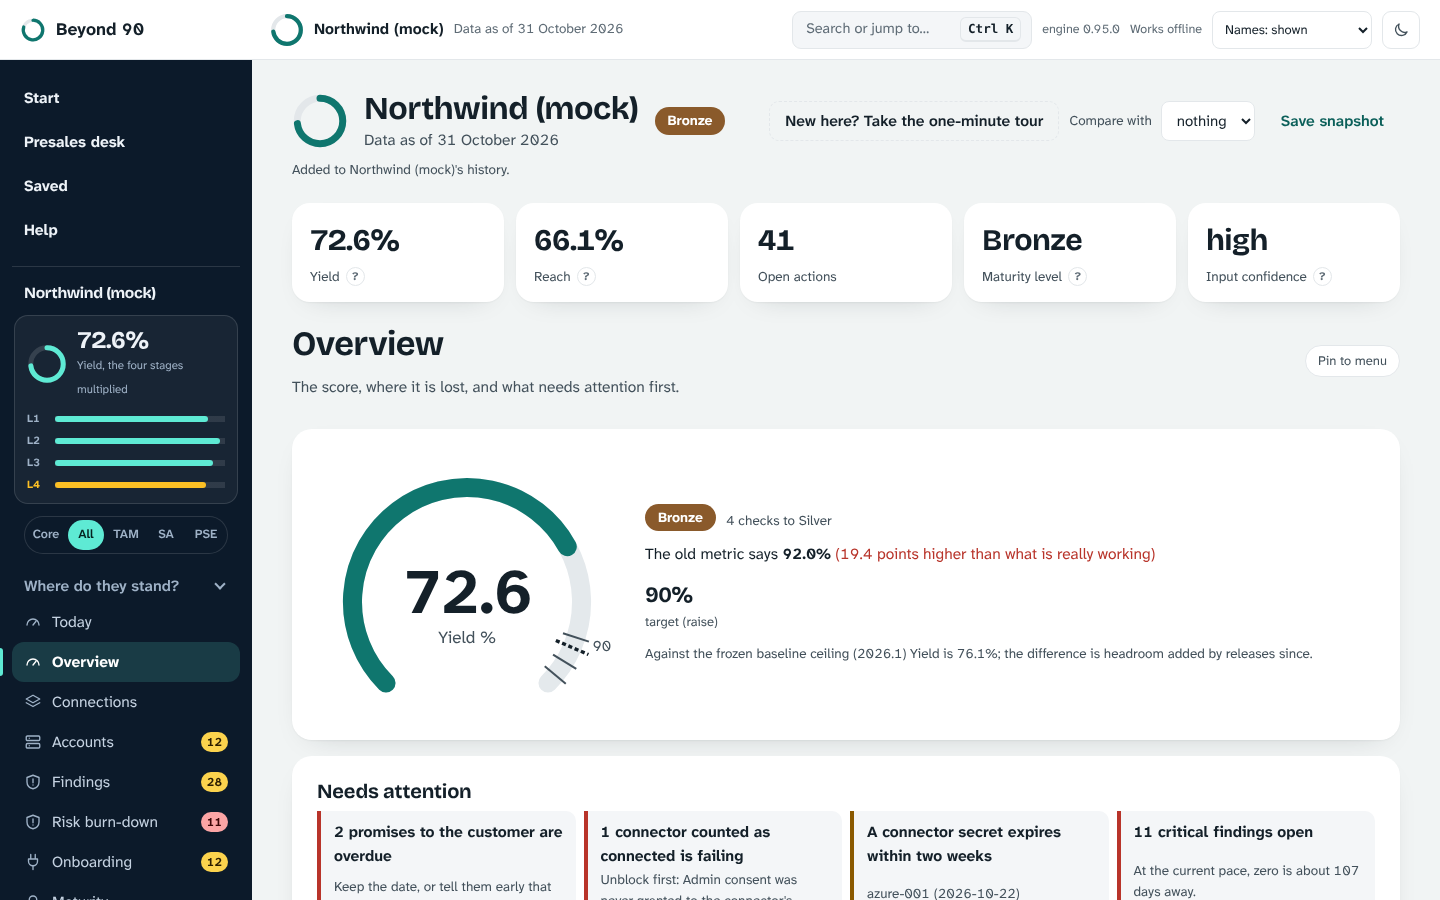 Beyond 90
Northwind (mock)
Data as of 31 October 2026
Search or jump to...
Ctrl K
engine 0.95.0
Works offline
Names: shown
Start
Presales desk
Saved
Help
Northwind (mock)
72.6%
Yield, the four stages
multiplied
L1
L2
L3
L4
Core
All
TAM
SA
PSE
Where do they stand?
Today
Overview
Connections
Accounts
12
Findings
28
Risk burn-down
11
Onboarding
12
Northwind (mock)
Data as of 31 October 2026
Bronze
New here? Take the one-minute tour
Compare with
nothing
Save snapshot
Added to Northwind (mock)'s history.
72.6%
Yield ?
66.1%
Reach ?
41
Open actions
Bronze
Maturity level ?
high
Input confidence ?
Overview
The score, where it is lost, and what needs attention first.
Pin to menu
72.6
Yield %
90
Bronze
4 checks to Silver
The old metric says 92.0% (19.4 points higher than what is really working)
90%
target (raise)
Against the frozen baseline ceiling (2026.1) Yield is 76.1%; the difference is headroom added by releases since.
Needs attention
2 promises to the customer are
overdue
Keep the date, or tell them early that
1 connector counted as
connected is failing
Unblock first: Admin consent was
never granted to the connector's
A connector secret expires
within two weeks
azure-001 (2026-10-22)
11 critical findings open
At the current pace, zero is about 107
days away.